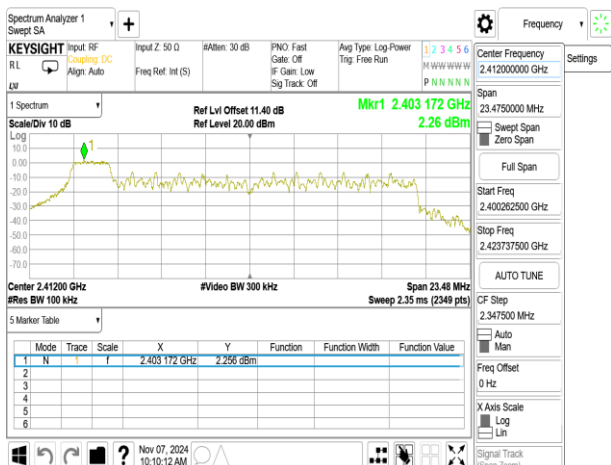 Spectrum Analyzer 1
Swept SA
Frequency
KEYSIGHT
Input: RF
Coupling: DC
Align: Auto
Input Z: 50 Ω
Freq Ref: Int (S)
#Atten: 30 dB
PNO: Fast
Gate: Off
IF Gain: Low
Sig Track: Off
Avg Type: Log-Power
Trig: Free Run
1 2 3 4 5 6
M W W W W W
P N N N N N
RL
LXI
1 Spectrum
Scale/Div 10 dB
Ref Lvl Offset 11.40 dB
Ref Level 20.00 dBm
Mkr1 2.403 172 GHz
2.26 dBm
Log
10.0
0.00
-10.0
-20.0
-30.0
-40.0
-50.0
-60.0
-70.0
1
Center 2.41200 GHz
#Res BW 100 kHz
#Video BW 300 kHz
Span 23.48 MHz
Sweep 2.35 ms (2349 pts)
5 Marker Table
Mode Trace Scale X Y Function Function Width Function Value
1 N 1 f 2.403 172 GHz 2.256 dBm
2
3
4
5
6
Nov 07, 2024
10:10:12 AM
Center Frequency
2.412000000 GHz
Settings
Span
23.4750000 MHz
Swept Span
Zero Span
Full Span
Start Freq
2.400262500 GHz
Stop Freq
2.423737500 GHz
AUTO TUNE
CF Step
2.347500 MHz
Auto
Man
Freq Offset
0 Hz
X Axis Scale
Log
Lin
Signal Track
(Span Zoom)